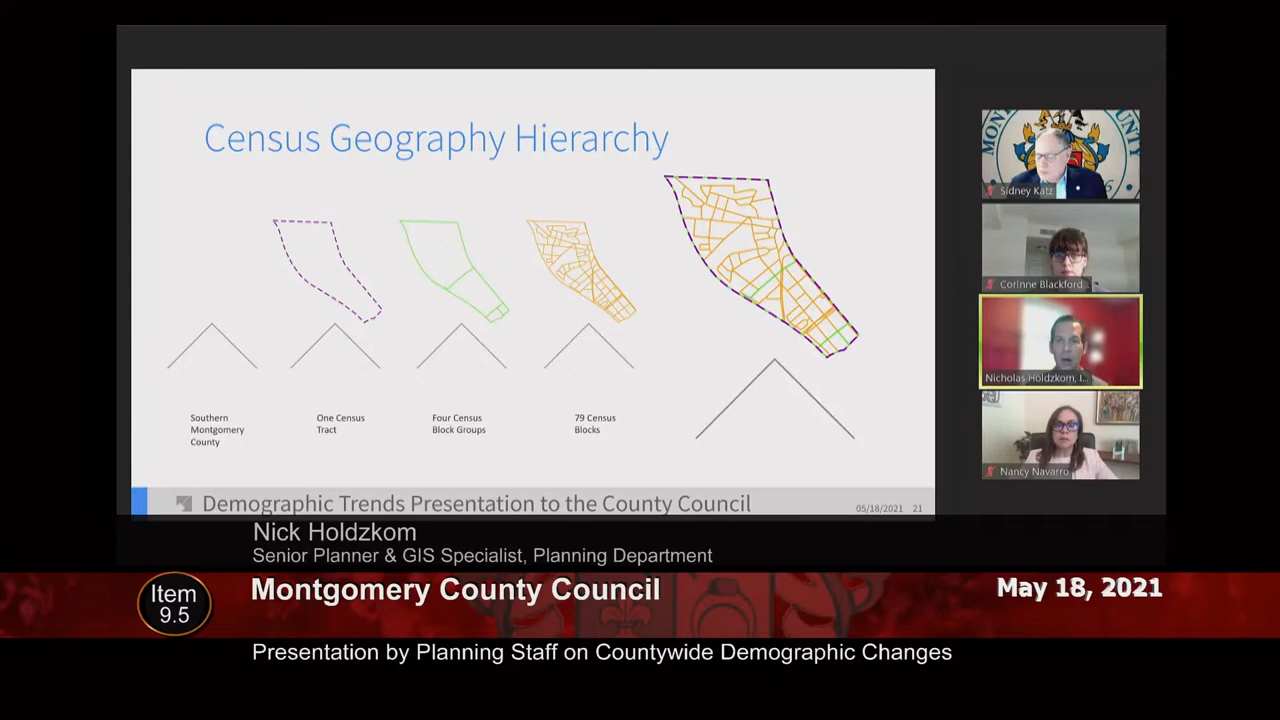 Census Geography Hierarchy
Southern
Montgomery
County
One Census
Tract
Four Census
Block Groups
79 Census
Blocks
Demographic Trends Presentation to the County Council
05/18/2021 21
Sidney Katz
Corinne Blackford...
Nicholas Holdzkom, I...
Nancy Navarro
Nick Holdzkom
Senior Planner & GIS Specialist, Planning Department
Item
9.5
Montgomery County Council
May 18, 2021
Presentation by Planning Staff on Countywide Demographic Changes